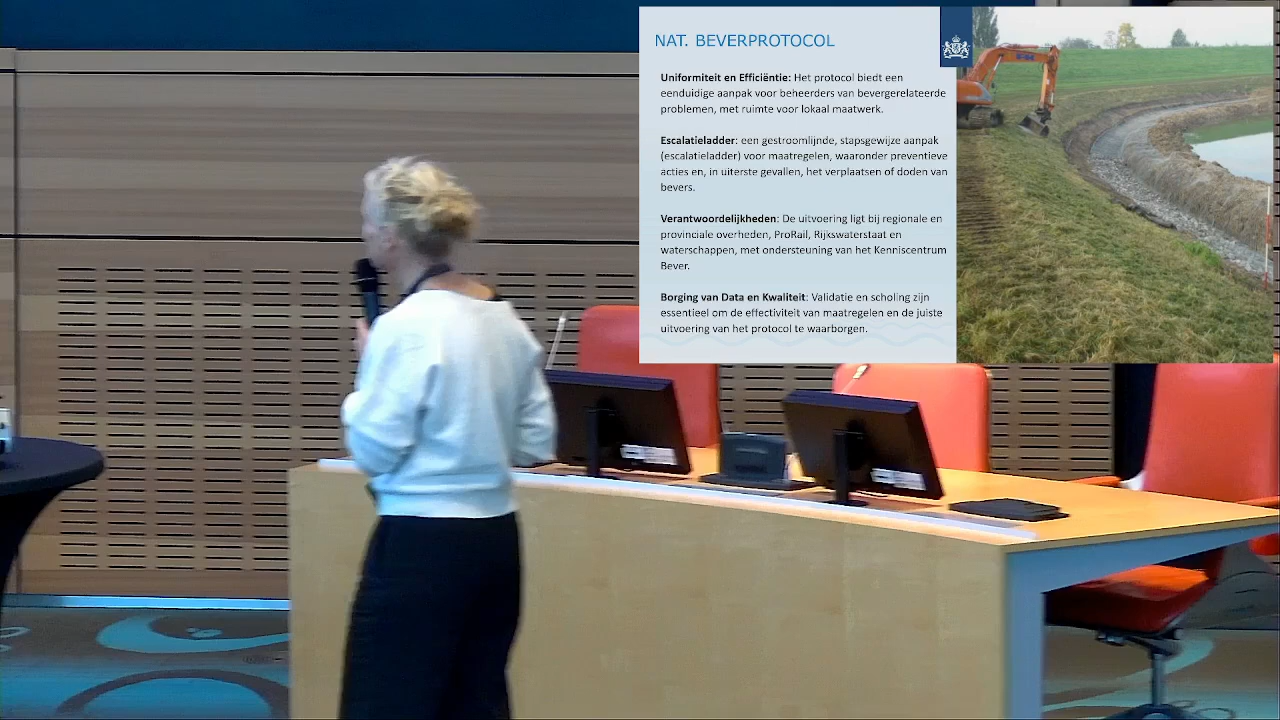 NAT. BEVERPROTOCOL
Uniformiteit en Efficiëntie: Het protocol biedt een
eenduidige aanpak voor beheerders van bevergerelateerde
problemen, met ruimte voor lokaal maatwerk.
Escalatieladder: een gestroomlijnde, stapsgewijze aanpak
(escalatieladder) voor maatregelen, waaronder preventieve
acties en, in uiterste gevallen, het verplaatsen of doden van
bevers.
Verantwoordelijkheden: De uitvoering ligt bij regionale en
provinciale overheden, ProRail, Rijkswaterstaat en
waterschappen, met ondersteuning van het Kenniscentrum
Bever.
Borging van Data en Kwaliteit: Validatie en scholing zijn
essentieel om de effectiviteit van maatregelen en de juiste
uitvoering van het protocol te waarborgen.